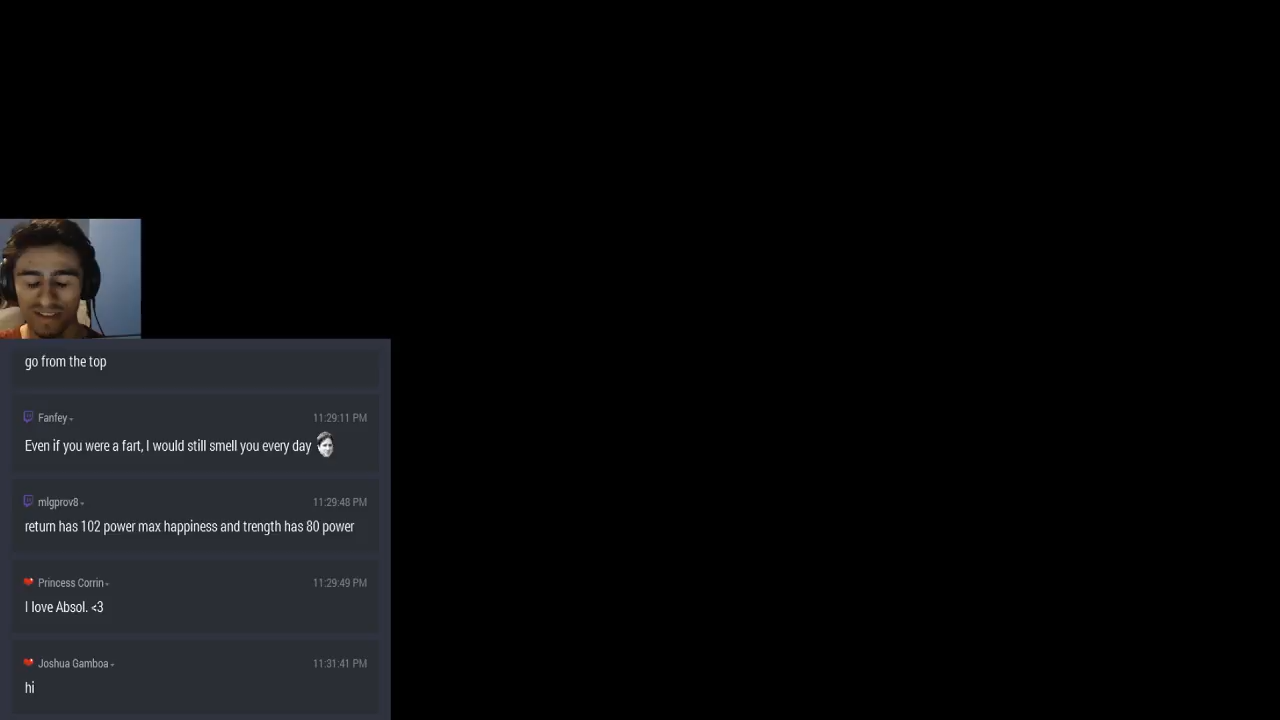 go from the top
Fanfey
11:29:11 PM
Even if you were a fart, I would still smell you every day
mlgprov8
11:29:48 PM
return has 102 power max happiness and trength has 80 power
Princess Corrin
11:29:49 PM
I love Absol. <3
Joshua Gamboa
11:31:41 PM
hi